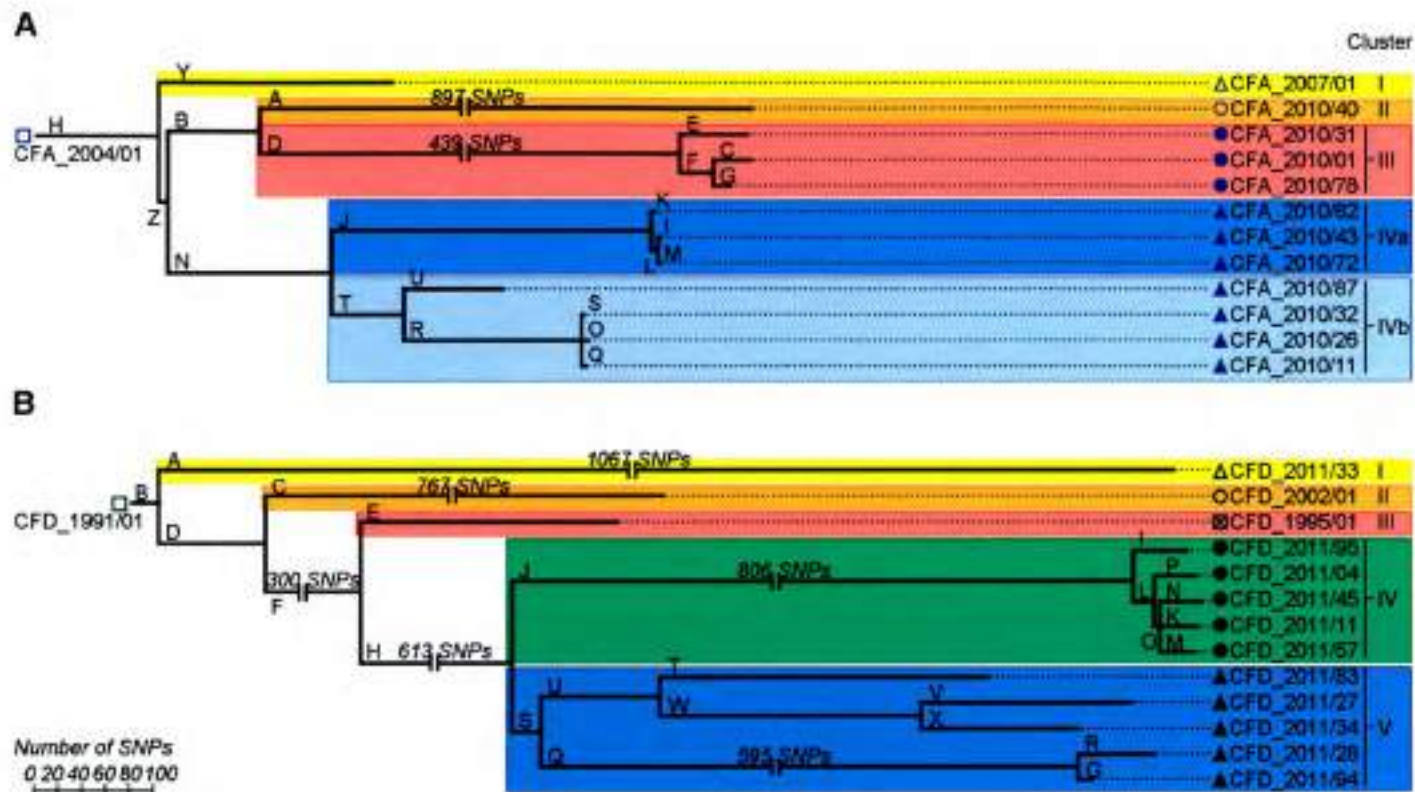 A
Cluster
Y
CFA_2007/01 I
A 897 SNPs
CFA_2010/40 II
H
B
E
CFA_2010/31
CFA_2004/01
D 439 SNPs
F
C
CFA_2010/01 III
G
CFA_2010/78
Z
K
CFA_2010/82
J
I
CFA_2010/43 IVa
N
L
M
CFA_2010/72
U
CFA_2010/87
T
S
CFA_2010/32
R
O
CFA_2010/26 IVb
Q
CFA_2010/11
B
A
1067 SNPs
CFD_2011/33 I
B
C 767 SNPs
CFD_2002/01 II
CFD_1991/01
E
CFD_1995/01 III
D
I
CFD_2011/95
300 SNPs
J 806 SNPs
P
CFD_2011/04
F
L
N
CFD_2011/45 IV
K
CFD_2011/11
H 613 SNPs
O
M
CFD_2011/57
T
CFD_2011/83
U
W
V
CFD_2011/27
S
X
CFD_2011/34 V
Q 595 SNPs
R
CFD_2011/28
G
CFD_2011/94
Number of SNPs
0 20 40 60 80 100